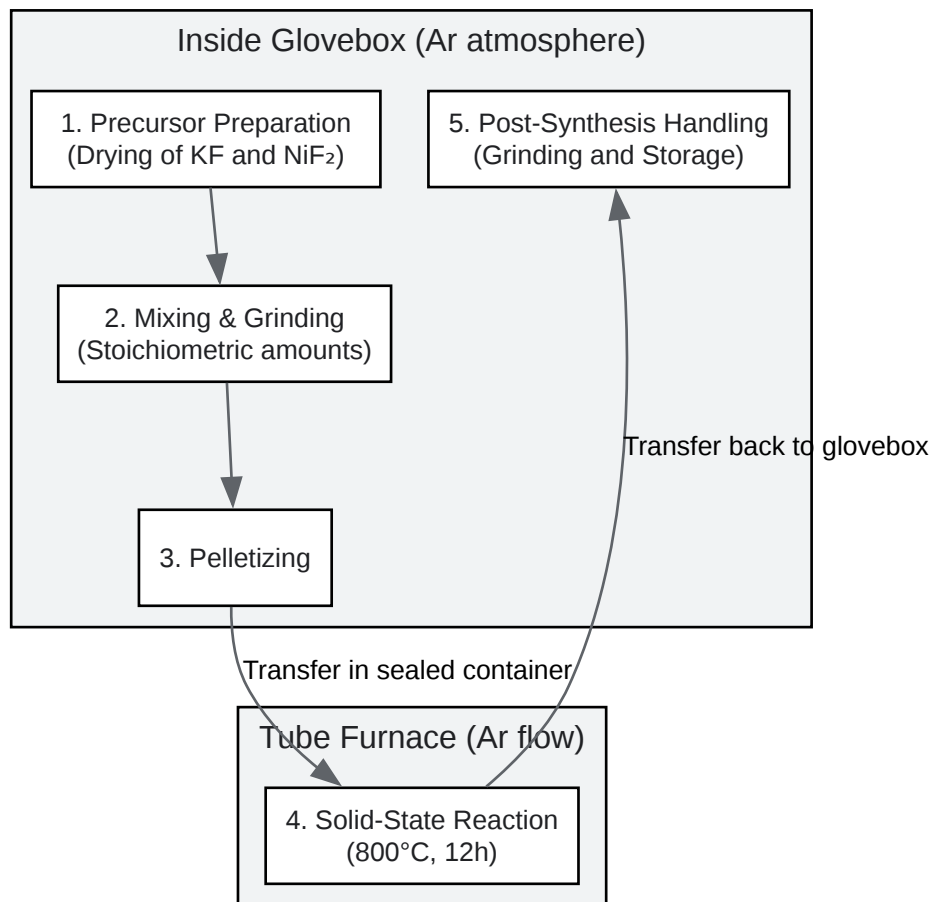 Inside Glovebox (Ar atmosphere)
1. Precursor Preparation
(Drying of KF and NiF₂)
5. Post-Synthesis Handling
(Grinding and Storage)
2. Mixing & Grinding
(Stoichiometric amounts)
Transfer back to glovebox
3. Pelletizing
Transfer in sealed container
Tube Furnace (Ar flow)
4. Solid-State Reaction
(800°C, 12h)